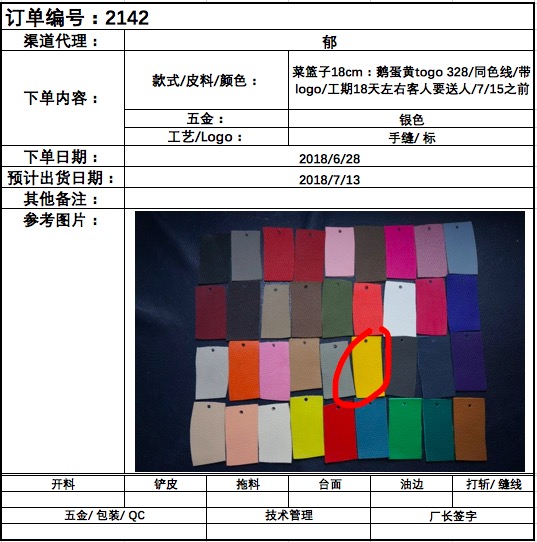 订单编号：2142
渠道代理：
郁
下单内容：
款式/皮料/颜色：
菜篮子18cm：鹅蛋黄togo 328/同色线/带
logo/工期18天左右客人要送人/7/15之前
五金：
银色
工艺/Logo：
手缝/ 标
下单日期：
2018/6/28
预计出货日期：
2018/7/13
其他备注：
参考图片：
开料
铲皮
拖料
台面
油边
打斩/ 缝线
五金/ 包装/ QC
技术管理
厂长签字